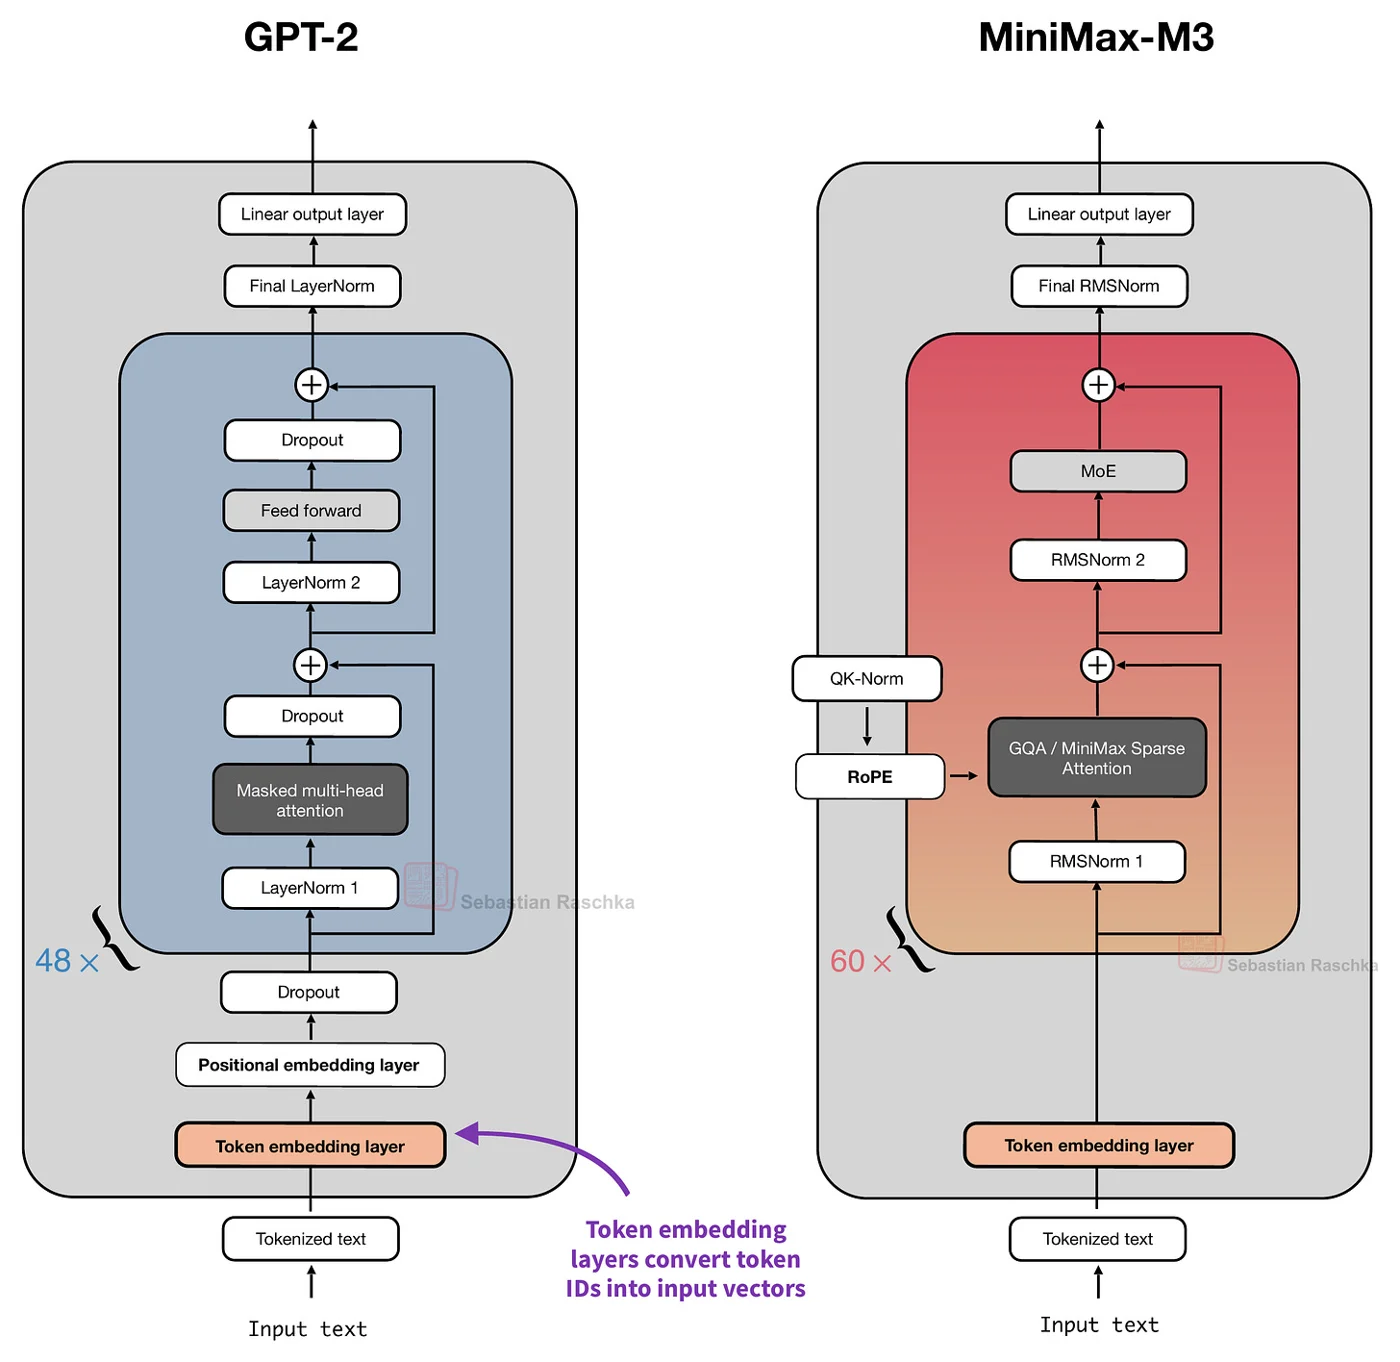 GPT-2
Linear output layer
Final LayerNorm
Dropout
Feed forward
LayerNorm 2
Dropout
Masked multi-head
attention
LayerNorm 1
Sebastian Raschka
48 ×
Dropout
Positional embedding layer
Token embedding layer
Tokenized text
Input text
Token embedding
layers convert token
IDs into input vectors
MiniMax-M3
Linear output layer
Final RMSNorm
MoE
RMSNorm 2
QK-Norm
RoPE
GQA / MiniMax Sparse
Attention
RMSNorm 1
60 ×
Sebastian Raschka
Token embedding layer
Tokenized text
Input text